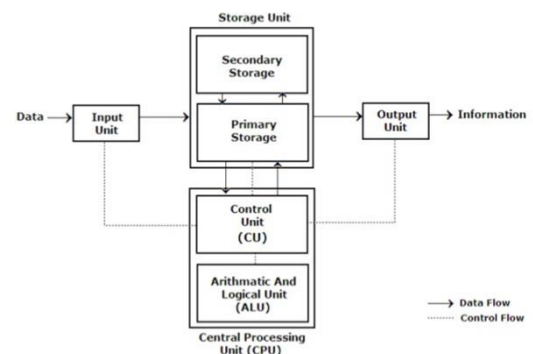 Storage Unit
Secondary
Storage
Data
Input
Unit
Primary
Storage
Output
Unit
Information
Control
Unit
(CU)
Arithmatic And
Logical Unit
(ALU)
Central Processing
Unit (CPU)
Data Flow
Control Flow